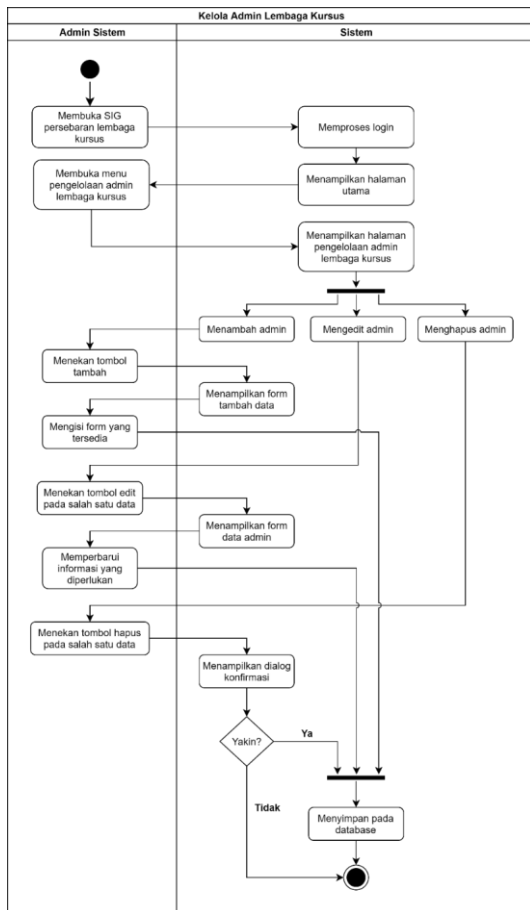 Kelola Admin Lembaga Kursus
Admin Sistem
Sistem
Membuka SIG
persebaran lembaga
kursus
Memproses login
Membuka menu
pengelolaan admin
lembaga kursus
Menampilkan halaman
utama
Menampilkan halaman
pengelolaan admin
lembaga kursus
Menambah admin
Mengedit admin
Menghapus admin
Menekan tombol
tambah
Menampilkan form
tambah data
Mengisi form yang
tersedia
Menekan tombol edit
pada salah satu data
Menampilkan form
data admin
Memperbarui
informasi yang
diperlukan
Menekan tombol hapus
pada salah satu data
Menampilkan dialog
konfirmasi
Yakin?
Ya
Tidak
Menyimpan pada
database